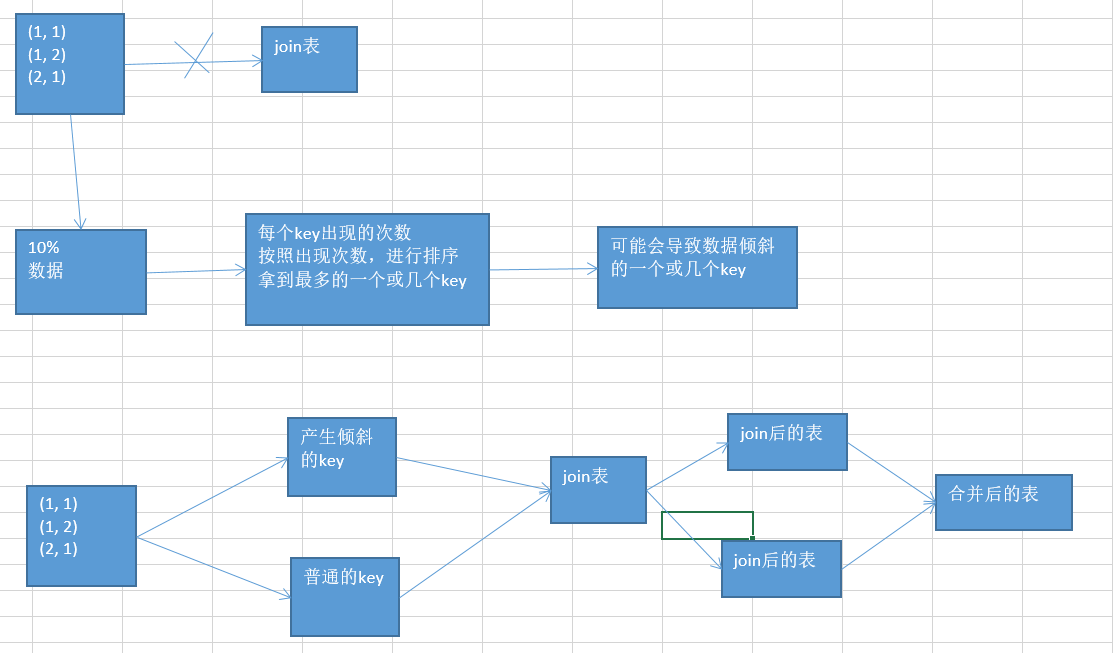 (1, 1)
(1, 2)
(2, 1)
join表
10%
数据
每个key出现的次数
按照出现次数，进行排序
拿到最多的一个或几个key
可能会导致数据倾斜
的一个或几个key
(1, 1)
(1, 2)
(2, 1)
产生倾斜
的key
普通的key
join表
join后的表
join后的表
合并后的表